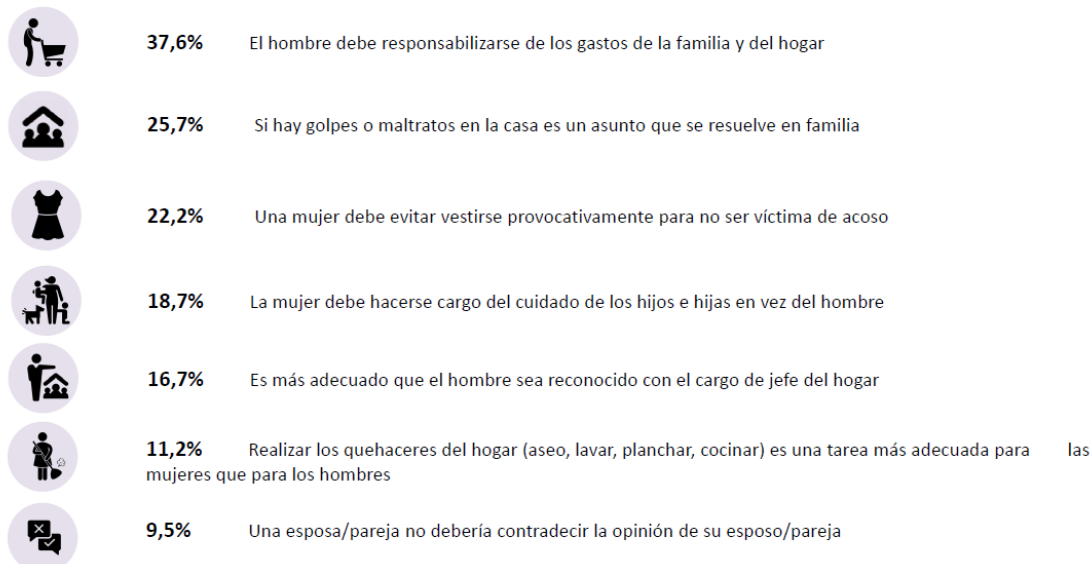 37,6% El hombre debe responsabilizarse de los gastos de la familia y del hogar
25,7% Si hay golpes o maltratos en la casa es un asunto que se resuelve en familia
22,2% Una mujer debe evitar vestirse provocativamente para no ser víctima de acoso
18,7% La mujer debe hacerse cargo del cuidado de los hijos e hijas en vez del hombre
16,7% Es más adecuado que el hombre sea reconocido con el cargo de jefe del hogar
11,2% Realizar los quehaceres del hogar (aseo, lavar, planchar, cocinar) es una tarea más adecuada para las
mujeres que para los hombres
9,5% Una esposa/pareja no debería contradecir la opinión de su esposo/pareja